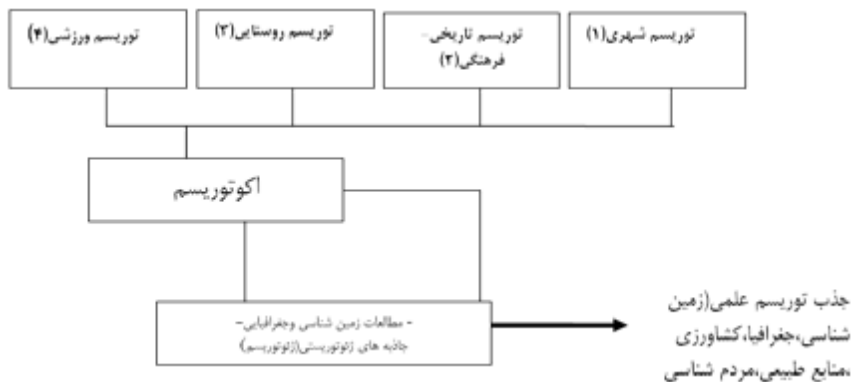 توریسم شهری(۱)
توریسم تاریخی-
فرهنگی(۲)
توریسم روستایی(۳)
توریسم ورزشی(۴)
اکوتوریسم
- مطالعات زمین شناسی وجغرافیایی-
جاذبه های ژئوتوریستی(ژئوتوریسم)
جذب توریسم علمی(زمین
شناسی،جغرافیا،کشاورزی
،منابع طبیعی،مردم شناسی